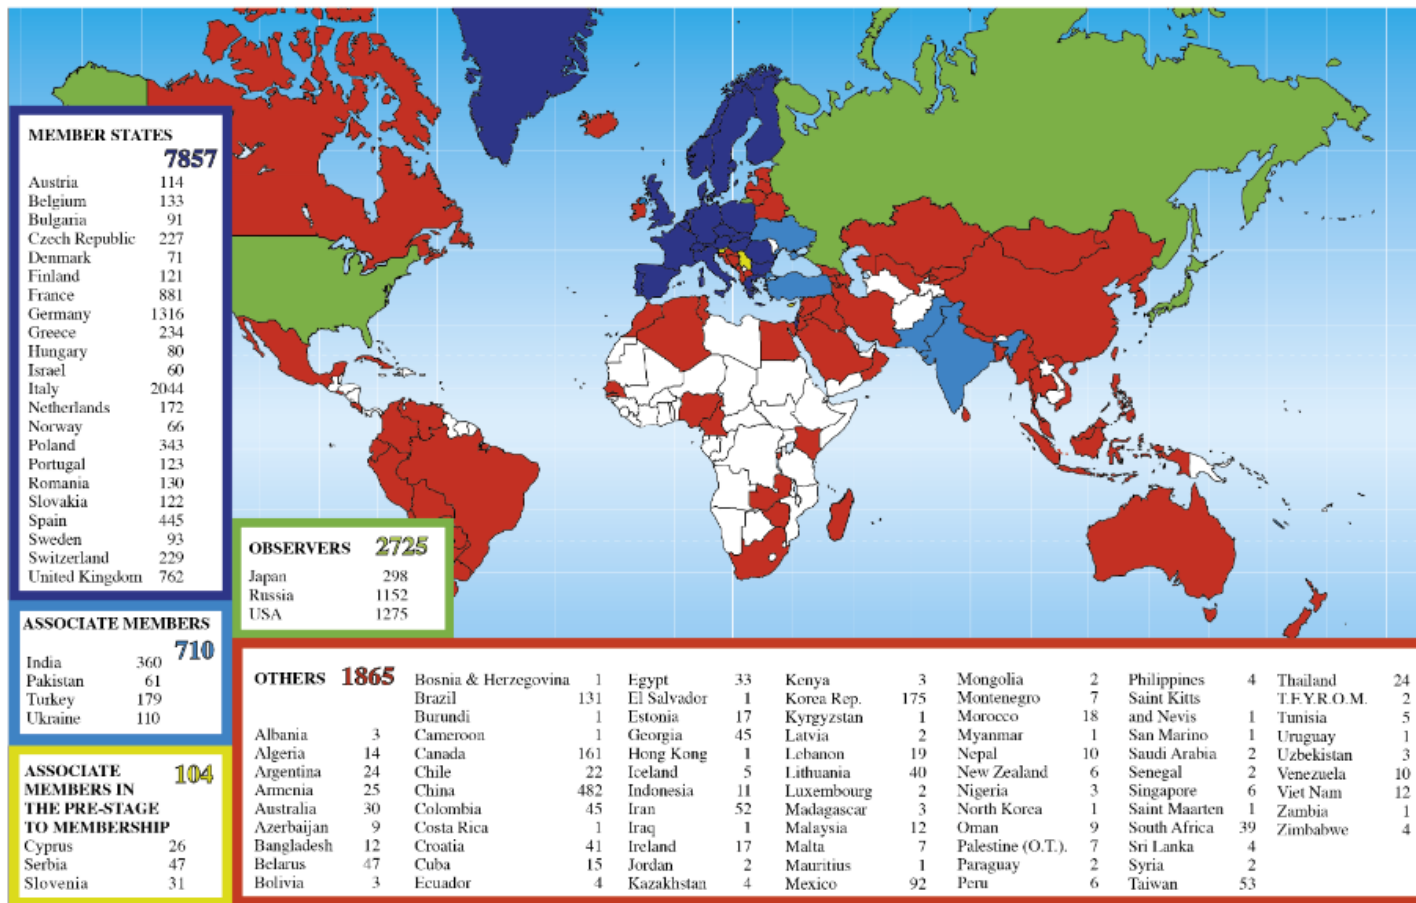 MEMBER STATES
7857
Austria 114
Belgium 133
Bulgaria 91
Czech Republic 227
Denmark 71
Finland 121
France 881
Germany 1316
Greece 234
Hungary 80
Israel 60
Italy 2044
Netherlands 172
Norway 66
Poland 343
Portugal 123
Romania 130
Slovakia 122
Spain 445
Sweden 93
Switzerland 229
United Kingdom 762
ASSOCIATE MEMBERS
710
India 360
Pakistan 61
Turkey 179
Ukraine 110
ASSOCIATE 104
MEMBERS IN
THE PRE-STAGE
TO MEMBERSHIP
Cyprus 26
Serbia 47
Slovenia 31
OBSERVERS 2725
Japan 298
Russia 1152
USA 1275
OTHERS 1865
Albania 3
Algeria 14
Argentina 24
Armenia 25
Australia 30
Azerbaijan 9
Bangladesh 12
Belarus 47
Bolivia 3
Bosnia & Herzegovina 1
Brazil 131
Burundi 1
Cameroon 1
Canada 161
Chile 22
China 482
Colombia 45
Costa Rica 1
Croatia 41
Cuba 15
Ecuador 4
Egypt 33
El Salvador 1
Estonia 17
Georgia 45
Hong Kong 1
Iceland 5
Indonesia 11
Iran 52
Iraq 1
Ireland 17
Jordan 2
Kazakhstan 4
Kenya 3
Korea Rep. 175
Kyrgyzstan 1
Latvia 2
Lebanon 19
Lithuania 40
Luxembourg 2
Madagascar 3
Malaysia 12
Malta 7
Mauritius 1
Mexico 92
Mongolia 2
Montenegro 7
Morocco 18
Myanmar 1
Nepal 10
New Zealand 6
Nigeria 3
North Korea 1
Oman 9
Palestine (O.T.). 7
Paraguay 2
Peru 6
Philippines 4
Saint Kitts
and Nevis 1
San Marino 1
Saudi Arabia 2
Senegal 2
Singapore 6
Saint Maarten 1
South Africa 39
Sri Lanka 4
Syria 2
Taiwan 53
Thailand 24
T.F.Y.R.O.M. 2
Tunisia 5
Uruguay 1
Uzbekistan 3
Venezuela 10
Viet Nam 12
Zambia 1
Zimbabwe 4